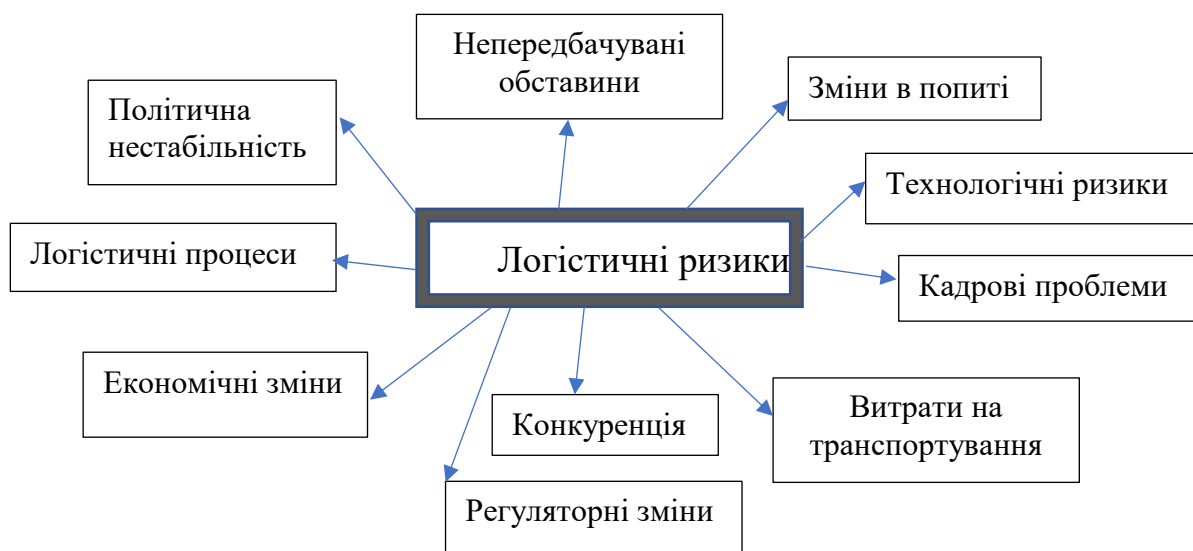 Непередбачувані
обставини
Зміни в попиті
Політична
нестабільність
Технологічні ризики
Логістичні процеси
Логістичні ризики
Кадрові проблеми
Економічні зміни
Конкуренція
Витрати на
транспортування
Регуляторні зміни